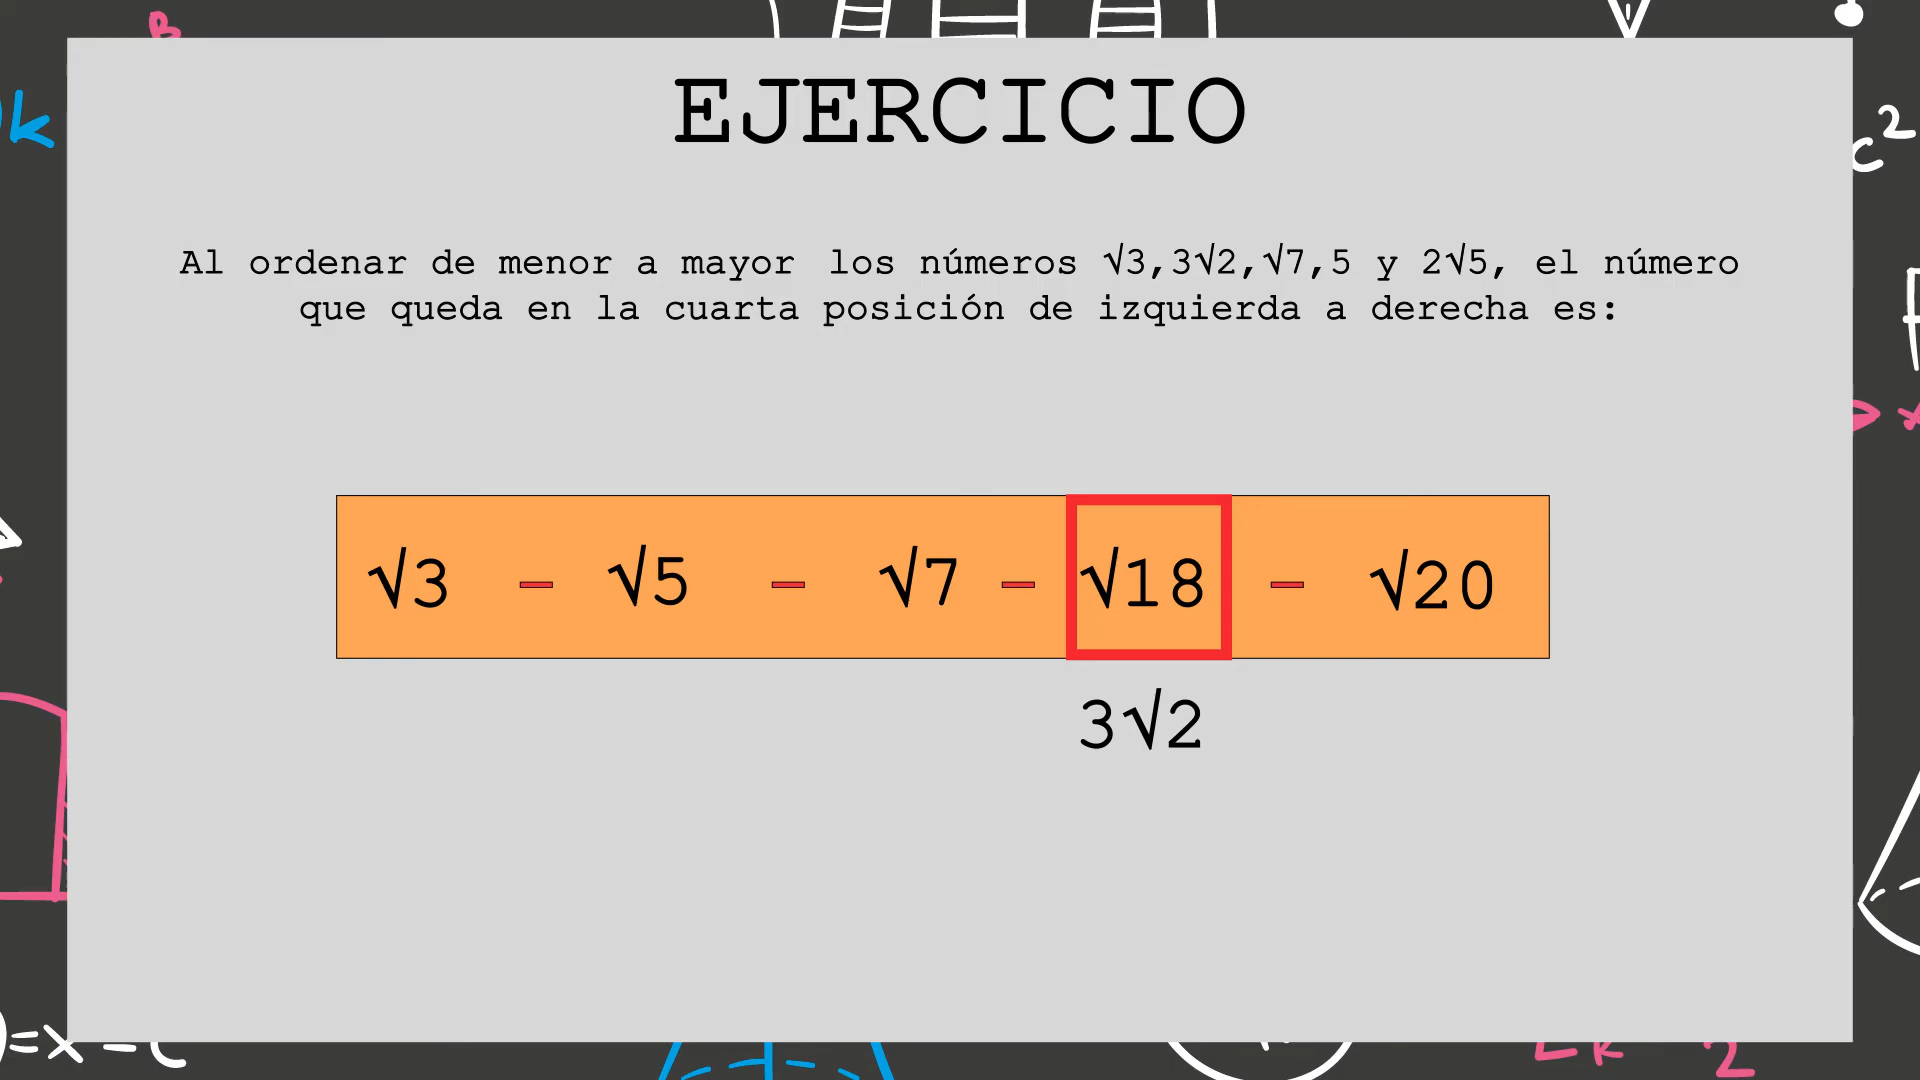 EJERCICIO
Al ordenar de menor a mayor los números √3,3√2,√7,5 y 2√5, el número
que queda en la cuarta posición de izquierda a derecha es:
√3 – √5 – √7 – √18 – √20
3√2
k
c²